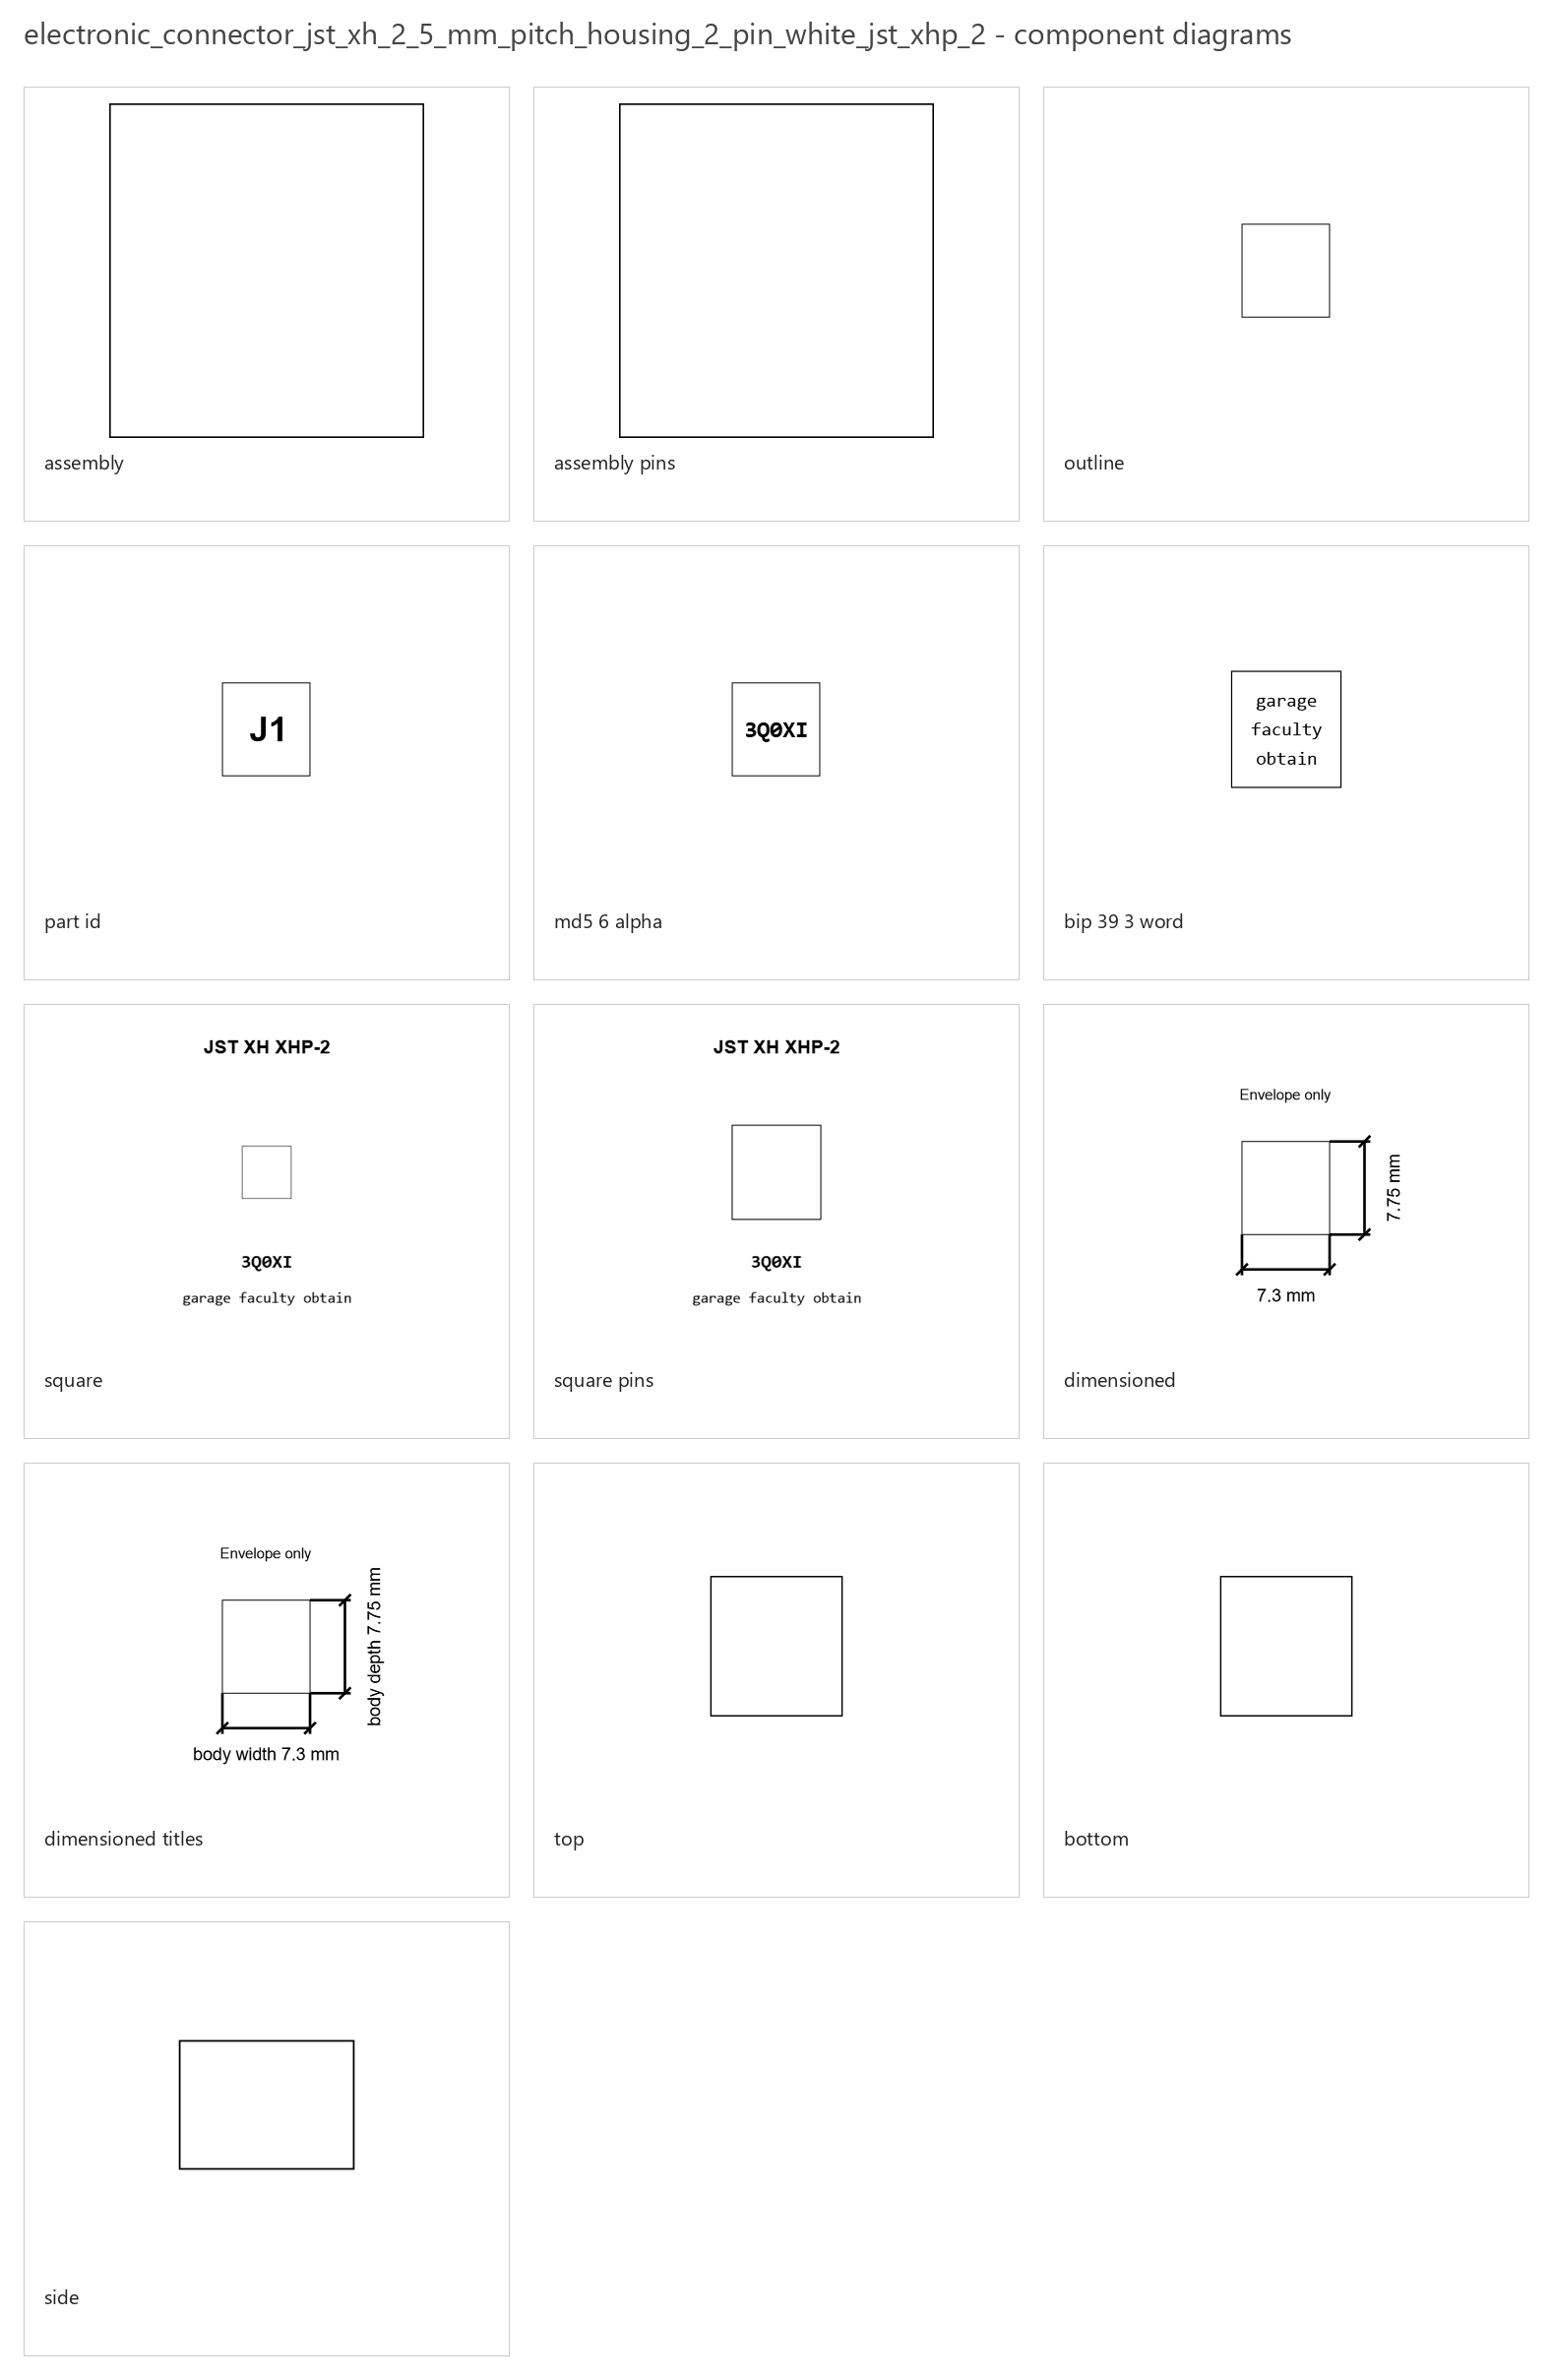 electronic_connector_jst_xh_2_5_mm_pitch_housing_2_pin_white_jst_xhp_2 - component diagrams
assembly
assembly pins
outline
J1
part id
3Q0XI
md5 6 alpha
garage
faculty
obtain
bip 39 3 word
JST XH XHP-2
3Q0XI
garage faculty obtain
square
JST XH XHP-2
3Q0XI
garage faculty obtain
square pins
Envelope only
7.75 mm
7.3 mm
dimensioned
Envelope only
body depth 7.75 mm
body width 7.3 mm
dimensioned titles
top
bottom
side